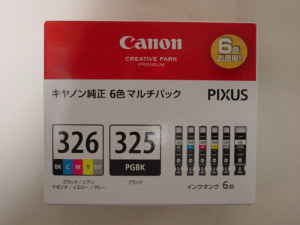 Canon
CREATIVE PARK
PREMIUM
6色
お徳用!
キヤノン純正 6色 マルチパック
PIXUS
326
325
BK C M Y GY
PGBK
ブラック / シアン
マゼンタ / イエロー / グレー
ブラック
インクタンク 6個